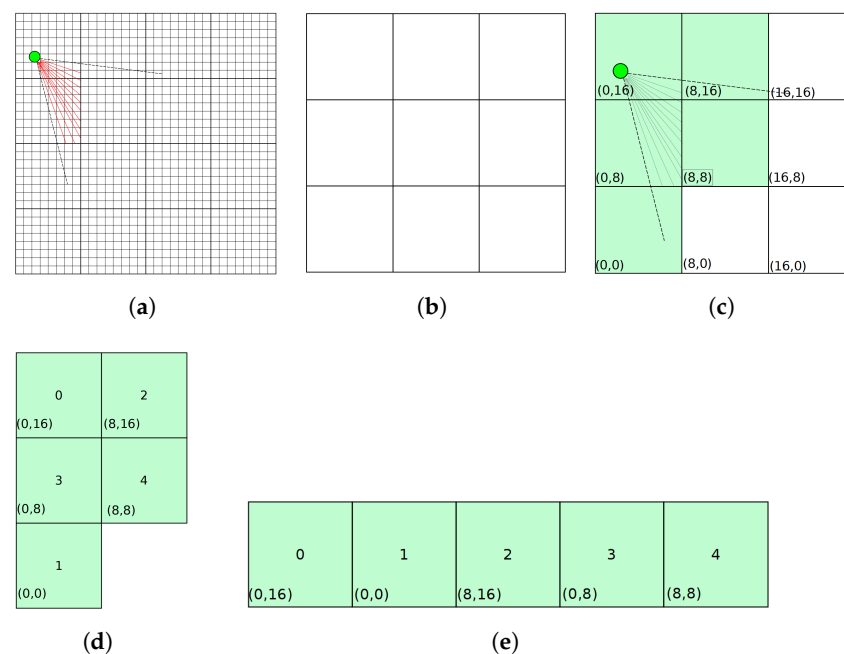 (0,16) (8,16) (16,16)
(0,8) (8,8) (16,8)
(0,0) (8,0) (16,0)
(a) (b) (c)
0 2
(0,16) (8,16)
3 4
(0,8) (8,8)
1
(0,0)
0 1 2 3 4
(0,16) (0,0) (8,16) (0,8) (8,8)
(d) (e)